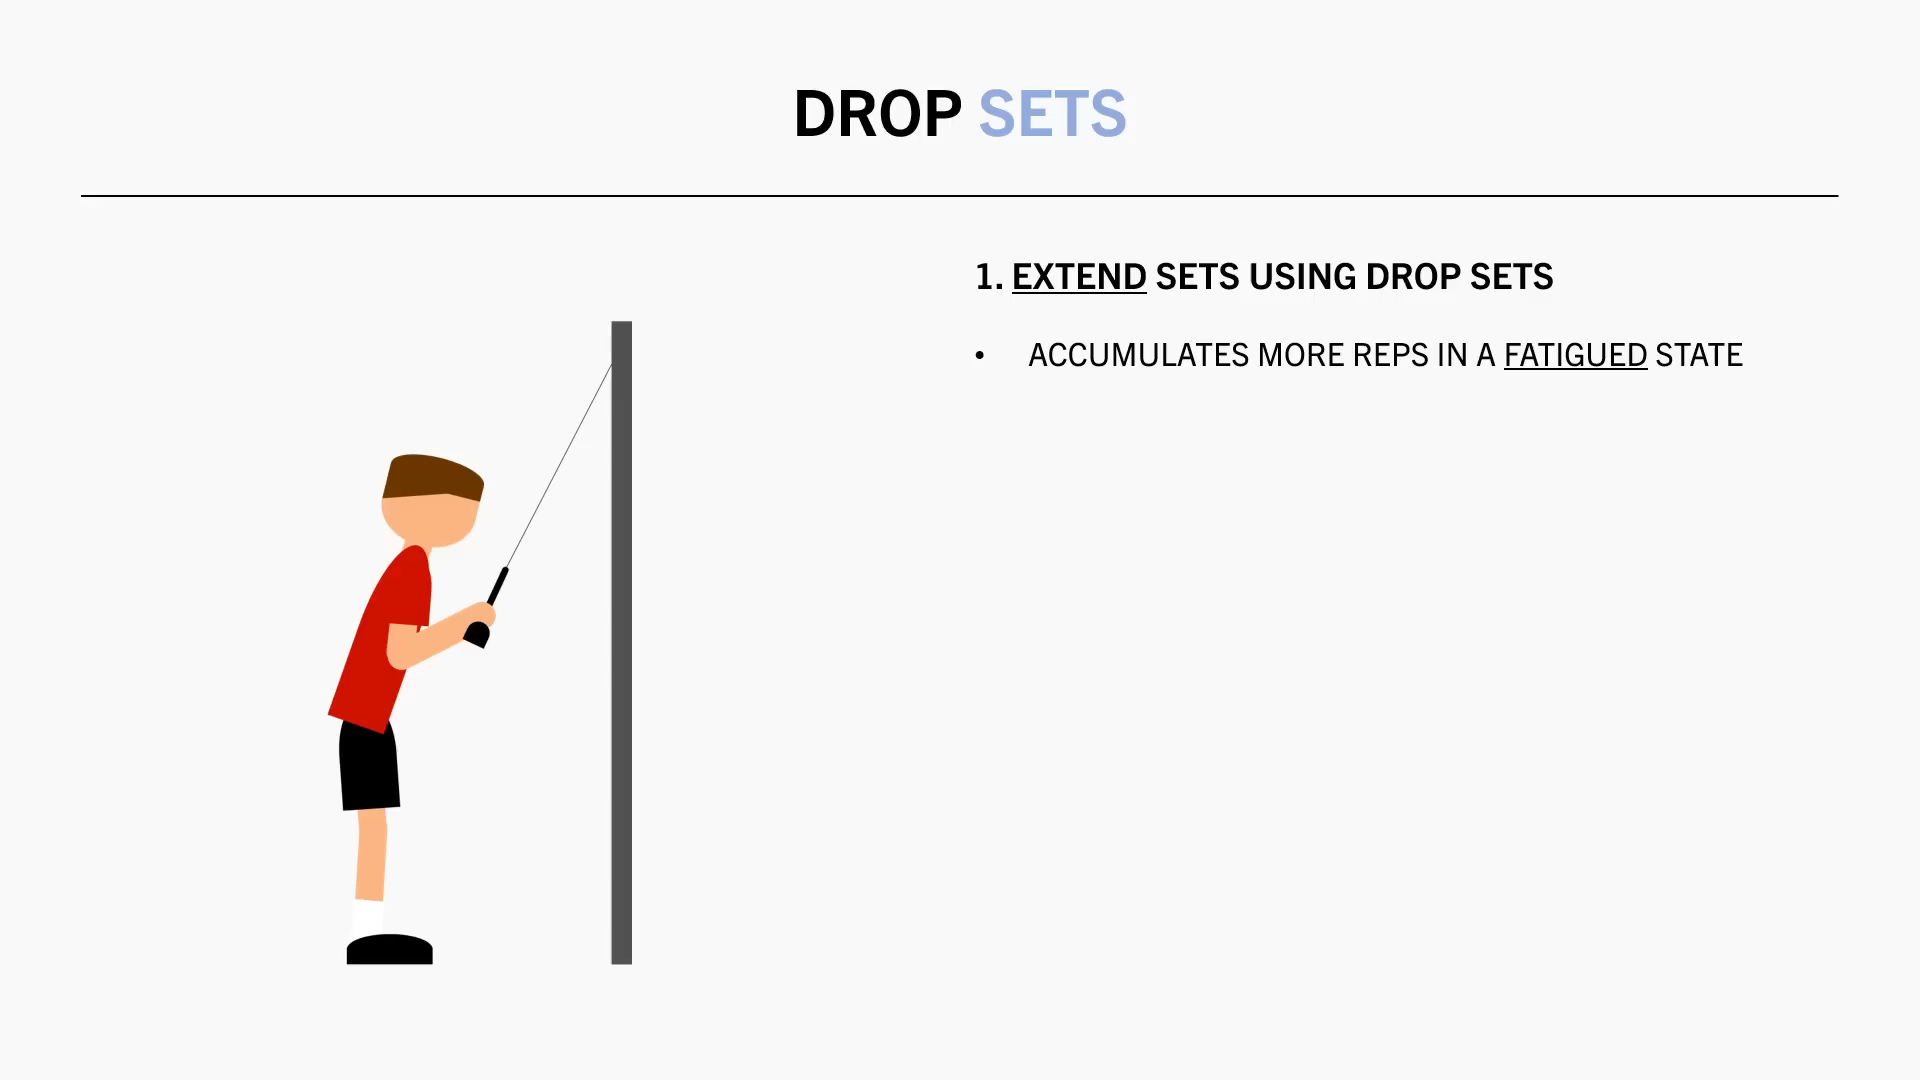 DROP SETS
1. EXTEND SETS USING DROP SETS
• ACCUMULATES MORE REPS IN A FATIGUED STATE